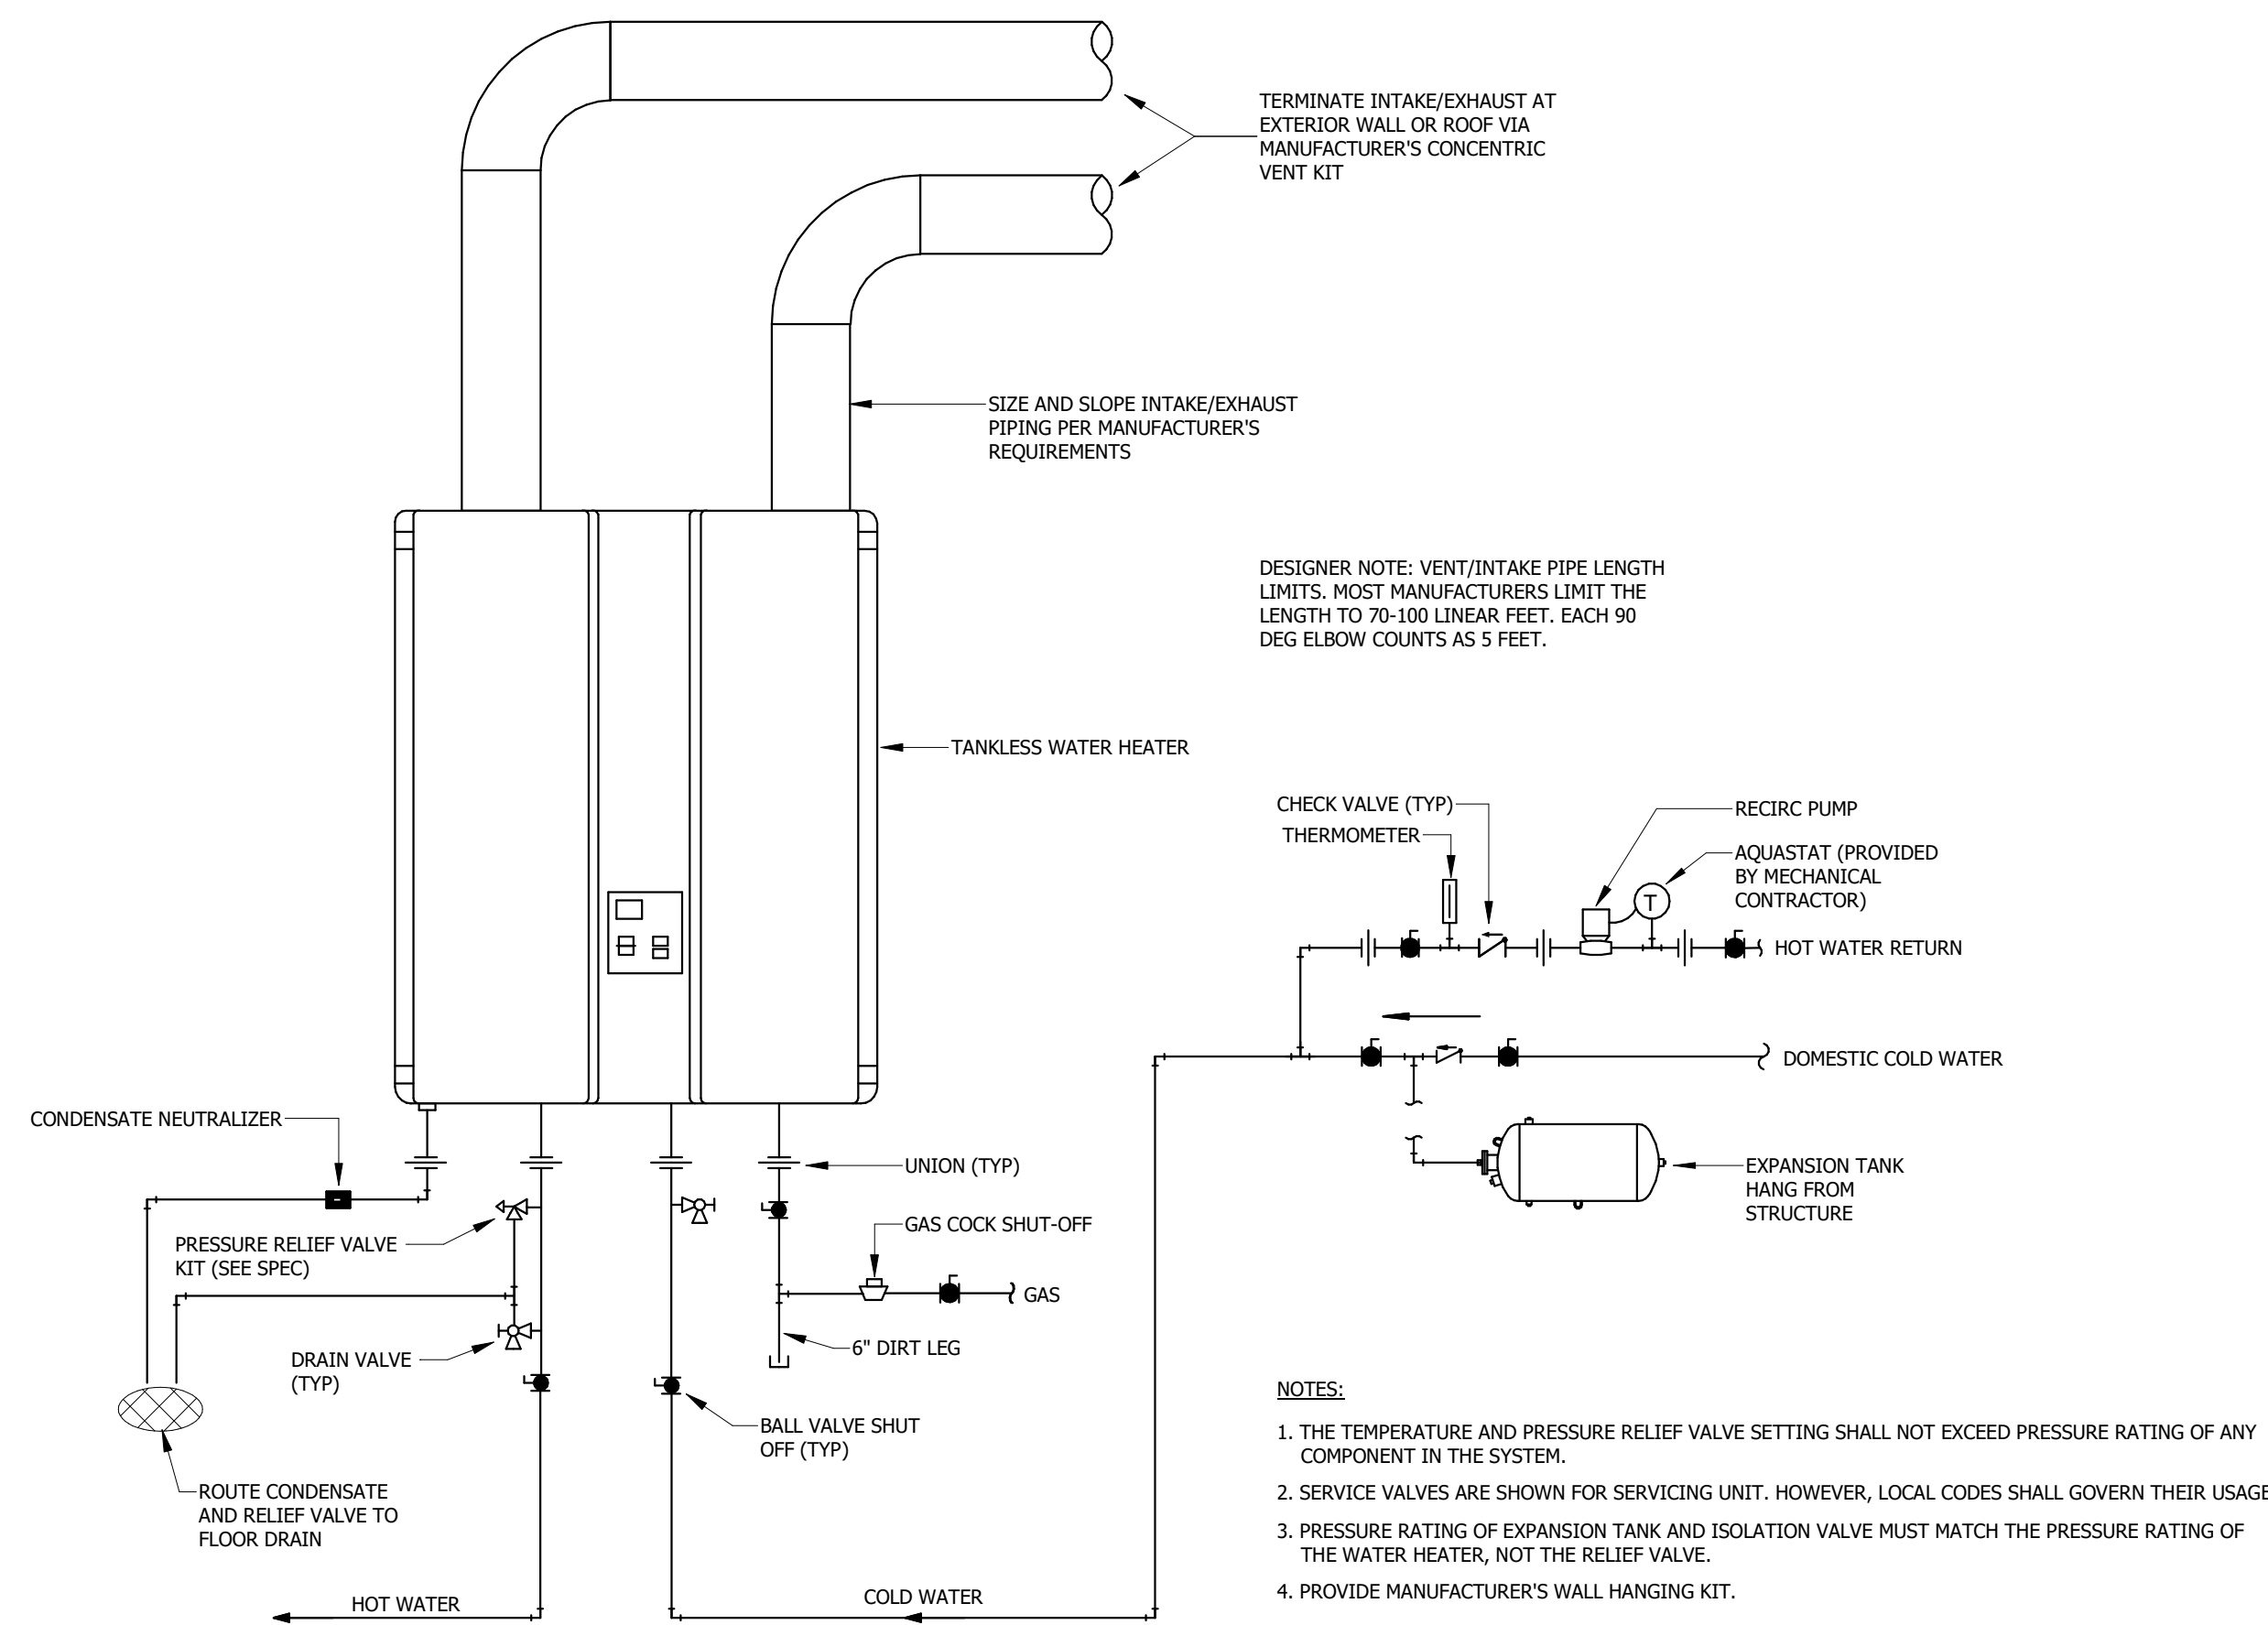 TERMINATE INTAKE/EXHAUST AT
EXTERIOR WALL OR ROOF VIA
MANUFACTURER'S CONCENTRIC
VENT KIT
SIZE AND SLOPE INTAKE/EXHAUST
PIPING PER MANUFACTURER'S
REQUIREMENTS
DESIGNER NOTE: VENT/INTAKE PIPE LENGTH
LIMITS. MOST MANUFACTURERS LIMIT THE
LENGTH TO 70-100 LINEAR FEET. EACH 90
DEG ELBOW COUNTS AS 5 FEET.
TANKLESS WATER HEATER
CHECK VALVE (TYP)
THERMOMETER
RECIRC PUMP
AQUASTAT (PROVIDED
BY MECHANICAL
CONTRACTOR)
T
HOT WATER RETURN
DOMESTIC COLD WATER
EXPANSION TANK
HANG FROM
STRUCTURE
CONDENSATE NEUTRALIZER
UNION (TYP)
GAS COCK SHUT-OFF
PRESSURE RELIEF VALVE
KIT (SEE SPEC)
GAS
6" DIRT LEG
DRAIN VALVE
(TYP)
BALL VALVE SHUT
OFF (TYP)
ROUTE CONDENSATE
AND RELIEF VALVE TO
FLOOR DRAIN
HOT WATER
COLD WATER
NOTES:
1. THE TEMPERATURE AND PRESSURE RELIEF VALVE SETTING SHALL NOT EXCEED PRESSURE RATING OF ANY
COMPONENT IN THE SYSTEM.
2. SERVICE VALVES ARE SHOWN FOR SERVICING UNIT. HOWEVER, LOCAL CODES SHALL GOVERN THEIR USAGE
3. PRESSURE RATING OF EXPANSION TANK AND ISOLATION VALVE MUST MATCH THE PRESSURE RATING OF
THE WATER HEATER, NOT THE RELIEF VALVE.
4. PROVIDE MANUFACTURER'S WALL HANGING KIT.